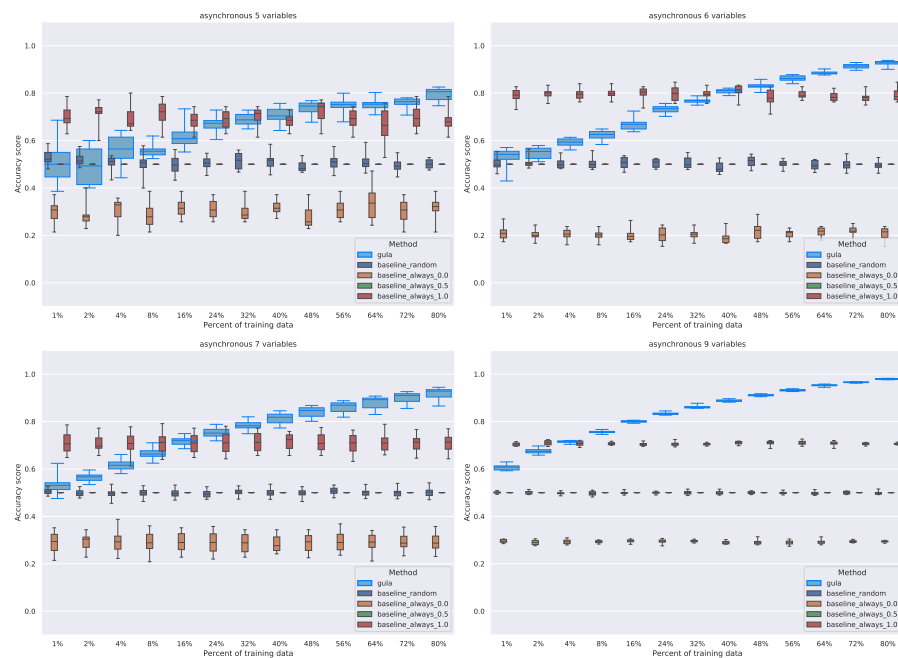 asynchronous 5 variables
1.0
0.8
0.6
0.4
0.2
0.0
Accuracy score
Method
gula
baseline_random
baseline_always_0.0
baseline_always_0.5
baseline_always_1.0
1% 2% 4% 8% 16% 24% 32% 40% 48% 56% 64% 72% 80%
Percent of training data
asynchronous 6 variables
1.0
0.8
0.6
0.4
0.2
0.0
Accuracy score
Method
gula
baseline_random
baseline_always_0.0
baseline_always_0.5
baseline_always_1.0
1% 2% 4% 8% 16% 24% 32% 40% 48% 56% 64% 72% 80%
Percent of training data
asynchronous 7 variables
1.0
0.8
0.6
0.4
0.2
0.0
Accuracy score
Method
gula
baseline_random
baseline_always_0.0
baseline_always_0.5
baseline_always_1.0
1% 2% 4% 8% 16% 24% 32% 40% 48% 56% 64% 72% 80%
Percent of training data
asynchronous 9 variables
1.0
0.8
0.6
0.4
0.2
0.0
Accuracy score
Method
gula
baseline_random
baseline_always_0.0
baseline_always_0.5
baseline_always_1.0
1% 2% 4% 8% 16% 24% 32% 40% 48% 56% 64% 72% 80%
Percent of training data